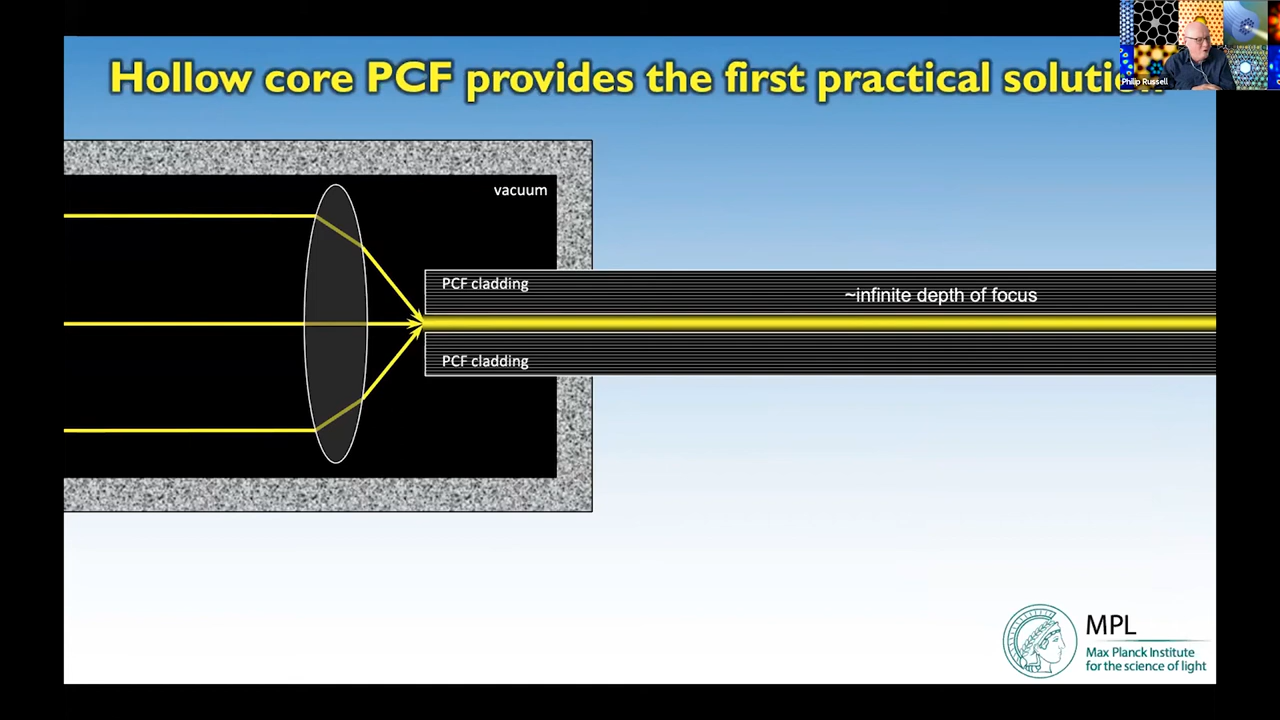 Hollow core PCF provides the first practical solution
Philip Russell
vacuum
PCF cladding
~infinite depth of focus
PCF cladding
MPL
Max Planck Institute
for the science of light